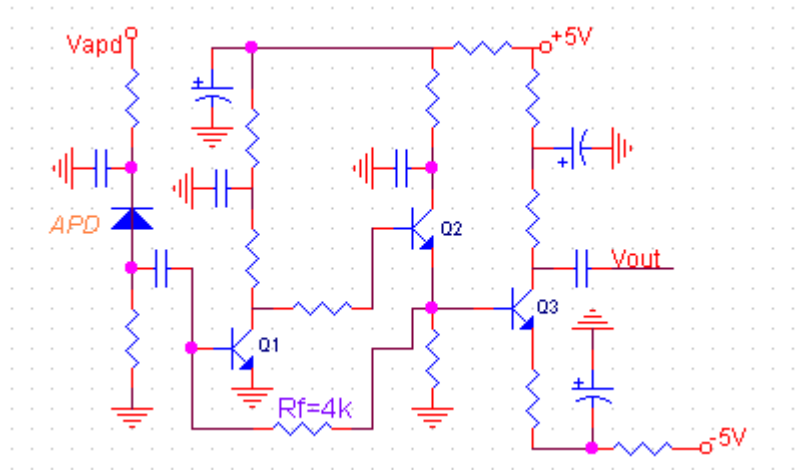 Vapd
+5V
+
+
APD
Q2
Vout
Q1
Q3
+
Rf=4k
-5V